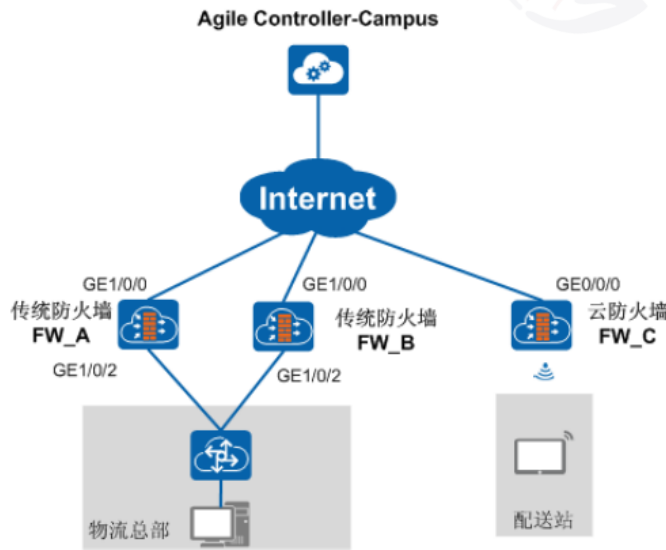 Agile Controller-Campus
Internet
GE1/0/0
GE1/0/0
GE0/0/0
传统防火墙
FW_A
传统防火墙
FW_B
云防火墙
FW_C
GE1/0/2
GE1/0/2
物流总部
配送站